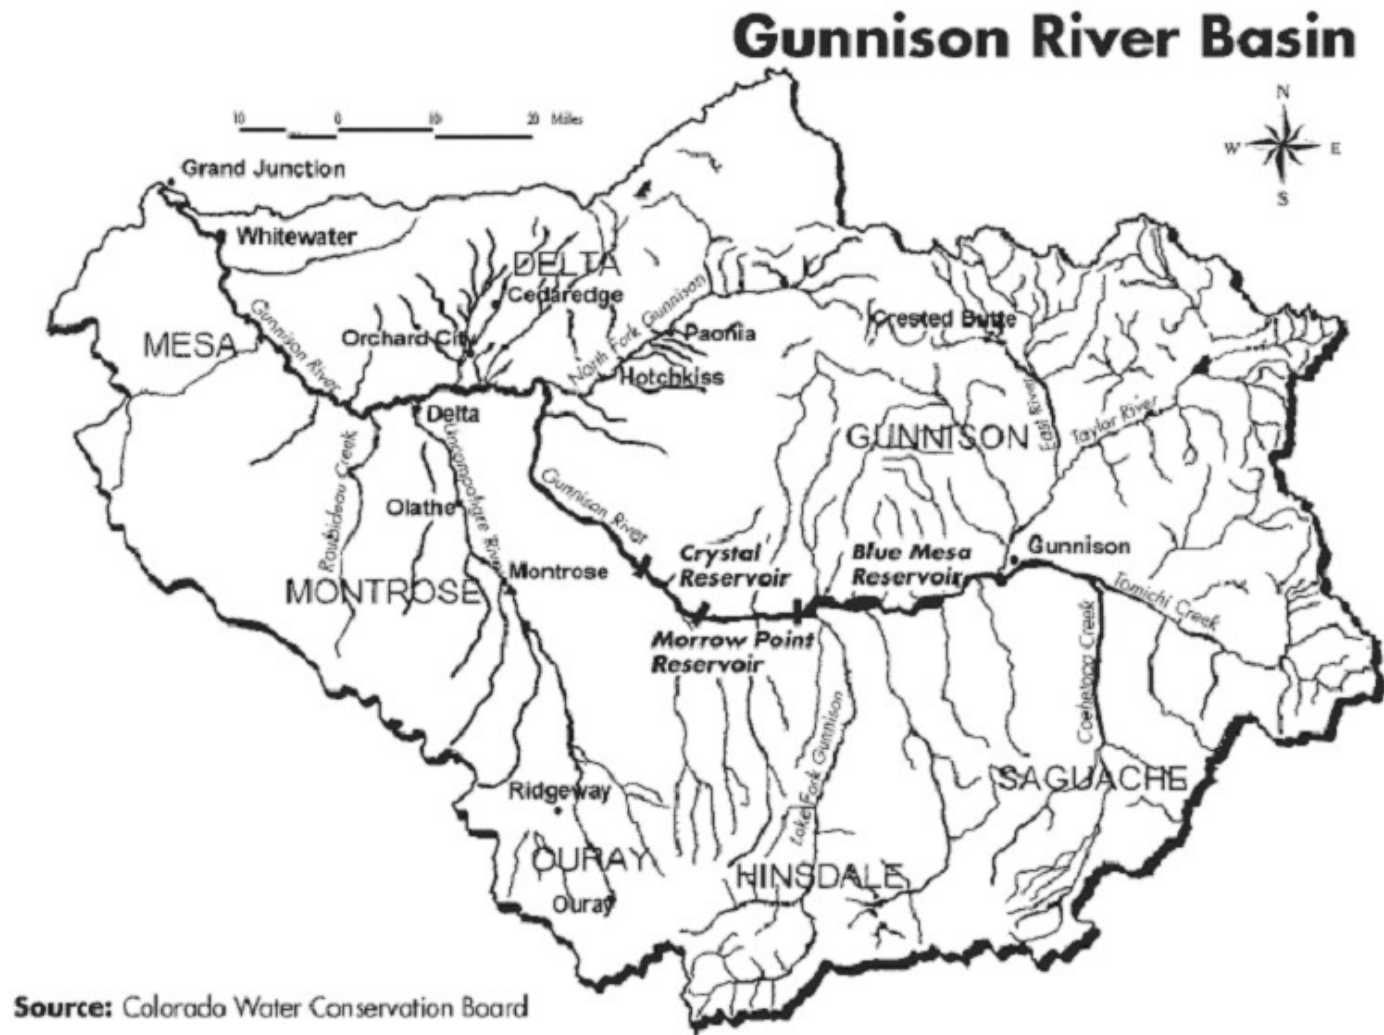 Gunnison River Basin
10 0 10 20 Miles
N
W E
S
Grand Junction
Whitewater
DELTA
Cedaredge
Gunnison River
MESA
Orchard City
North Fork Gunnison
Paonia
Crested Butte
Hotchkiss
Delta
East River
Taylor River
GUNNISON
Roubideau Creek
Uncompahgre River
Olathe
Gunnison River
Crystal
Reservoir
Blue Mesa
Reservoir
Gunnison
Montrose
MONTROSE
Tomichi Creek
Morrow Point
Reservoir
Cochetopa Creek
Lake Fork Gunnison
SAGUACHE
Ridgeway
OURAY
HINSDALE
Ouray
Source: Colorado Water Conservation Board